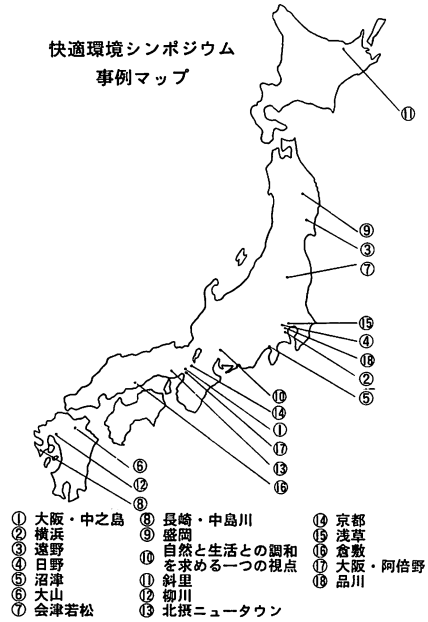 快適環境シンポジウム
事例マップ
⑪
⑨
③
⑦
⑮
④
⑱
②
⑤
⑩
⑭
①
⑰
⑬
⑯
⑥
⑫
⑧
① 大阪・中之島
② 横浜
③ 遠野
④ 日野
⑤ 沼津
⑥ 大山
⑦ 会津若松
⑧ 長崎・中島川
⑨ 盛岡
⑩ 自然と生活との調和
を求める一つの視点
⑪ 斜里
⑫ 柳川
⑬ 北摂ニュータウン
⑭ 京都
⑮ 浅草
⑯ 倉敷
⑰ 大阪・阿倍野
⑱ 品川